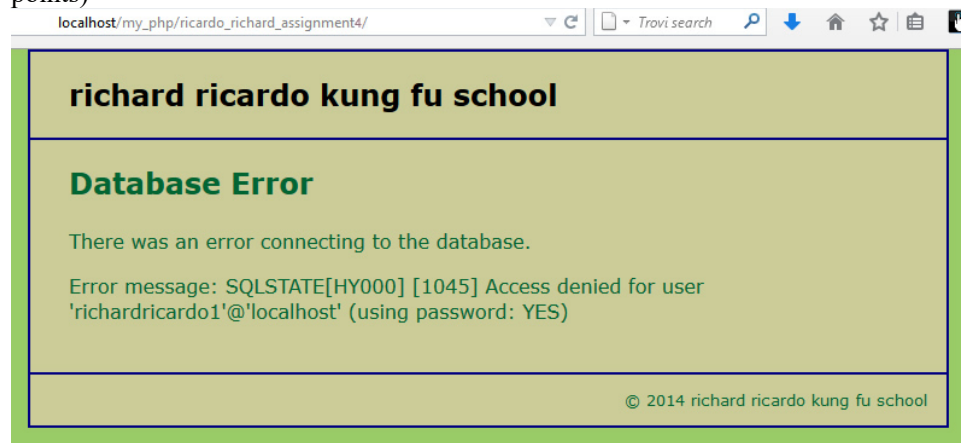 points)
localhost/my_php/ricardo_richard_assignment4/
Trovi search
richard ricardo kung fu school
Database Error
There was an error connecting to the database.
Error message: SQLSTATE[HY000] [1045] Access denied for user
'richardricardo1'@'localhost' (using password: YES)
© 2014 richard ricardo kung fu school